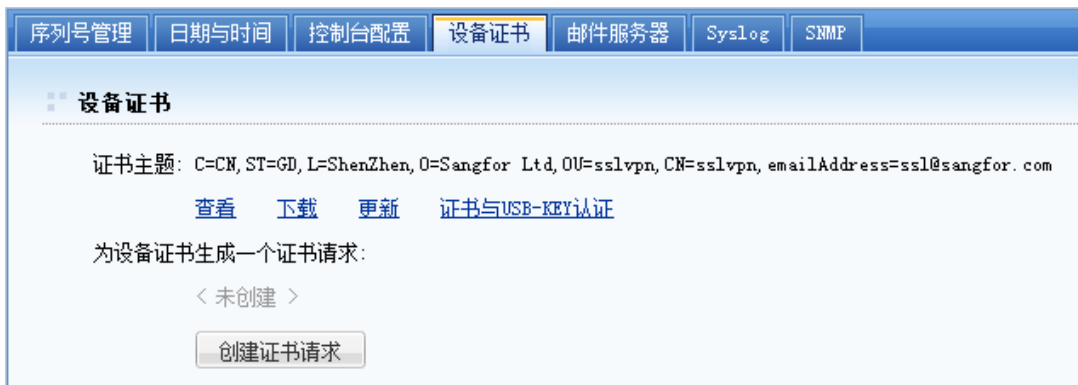 序列号管理 日期与时间 控制台配置 设备证书 邮件服务器 Syslog SNMP
设备证书
证书主题: C=CN, ST=GD, L=ShenZhen, O=Sangfor Ltd, OU=sslvpn, CN=sslvpn, emailAddress=ssl@sangfor.com
查看 下载 更新 证书与USB-KEY认证
为设备证书生成一个证书请求:
< 未创建 >
创建证书请求